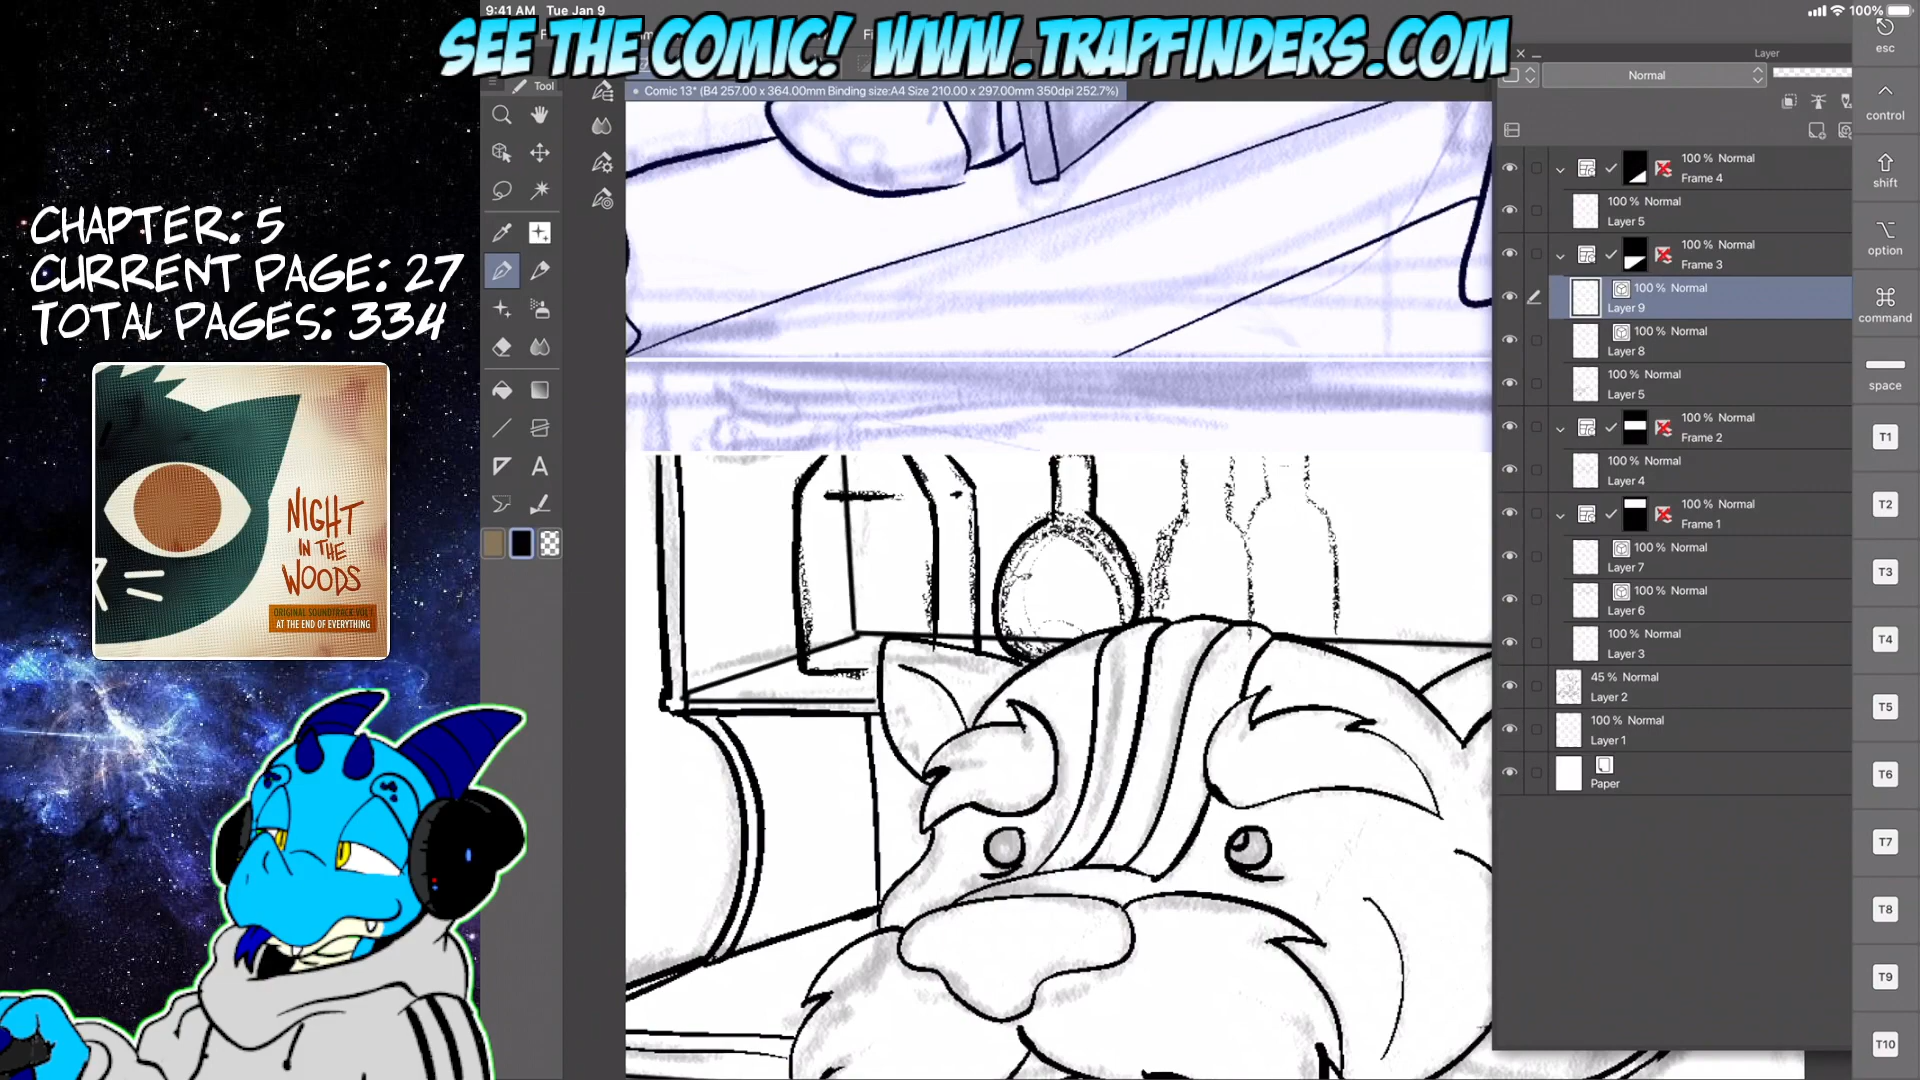 9:41 AM Tue Jan 9
100%
SEE THE COMIC! WWW.TRAPFINDERS.COM
CHAPTER: 5
CURRENT PAGE: 27
TOTAL PAGES: 334
NIGHT
IN THE
WOODS
ORIGINAL SOUNDTRACK VOL 1
AT THE END OF EVERYTHING
Tool
Comic 13* (B4 257.00 x 364.00mm Binding size:A4 Size 210.00 x 297.00mm 350dpi 252.7%)
Layer
Normal
100 % Normal
Frame 4
100 % Normal
Layer 5
100 % Normal
Frame 3
100 % Normal
Layer 9
100 % Normal
Layer 8
100 % Normal
Layer 5
100 % Normal
Frame 2
100 % Normal
Layer 4
100 % Normal
Frame 1
100 % Normal
Layer 7
100 % Normal
Layer 6
100 % Normal
Layer 3
45 % Normal
Layer 2
100 % Normal
Layer 1
Paper
esc
control
shift
option
command
space
T1
T2
T3
T4
T5
T6
T7
T8
T9
T10